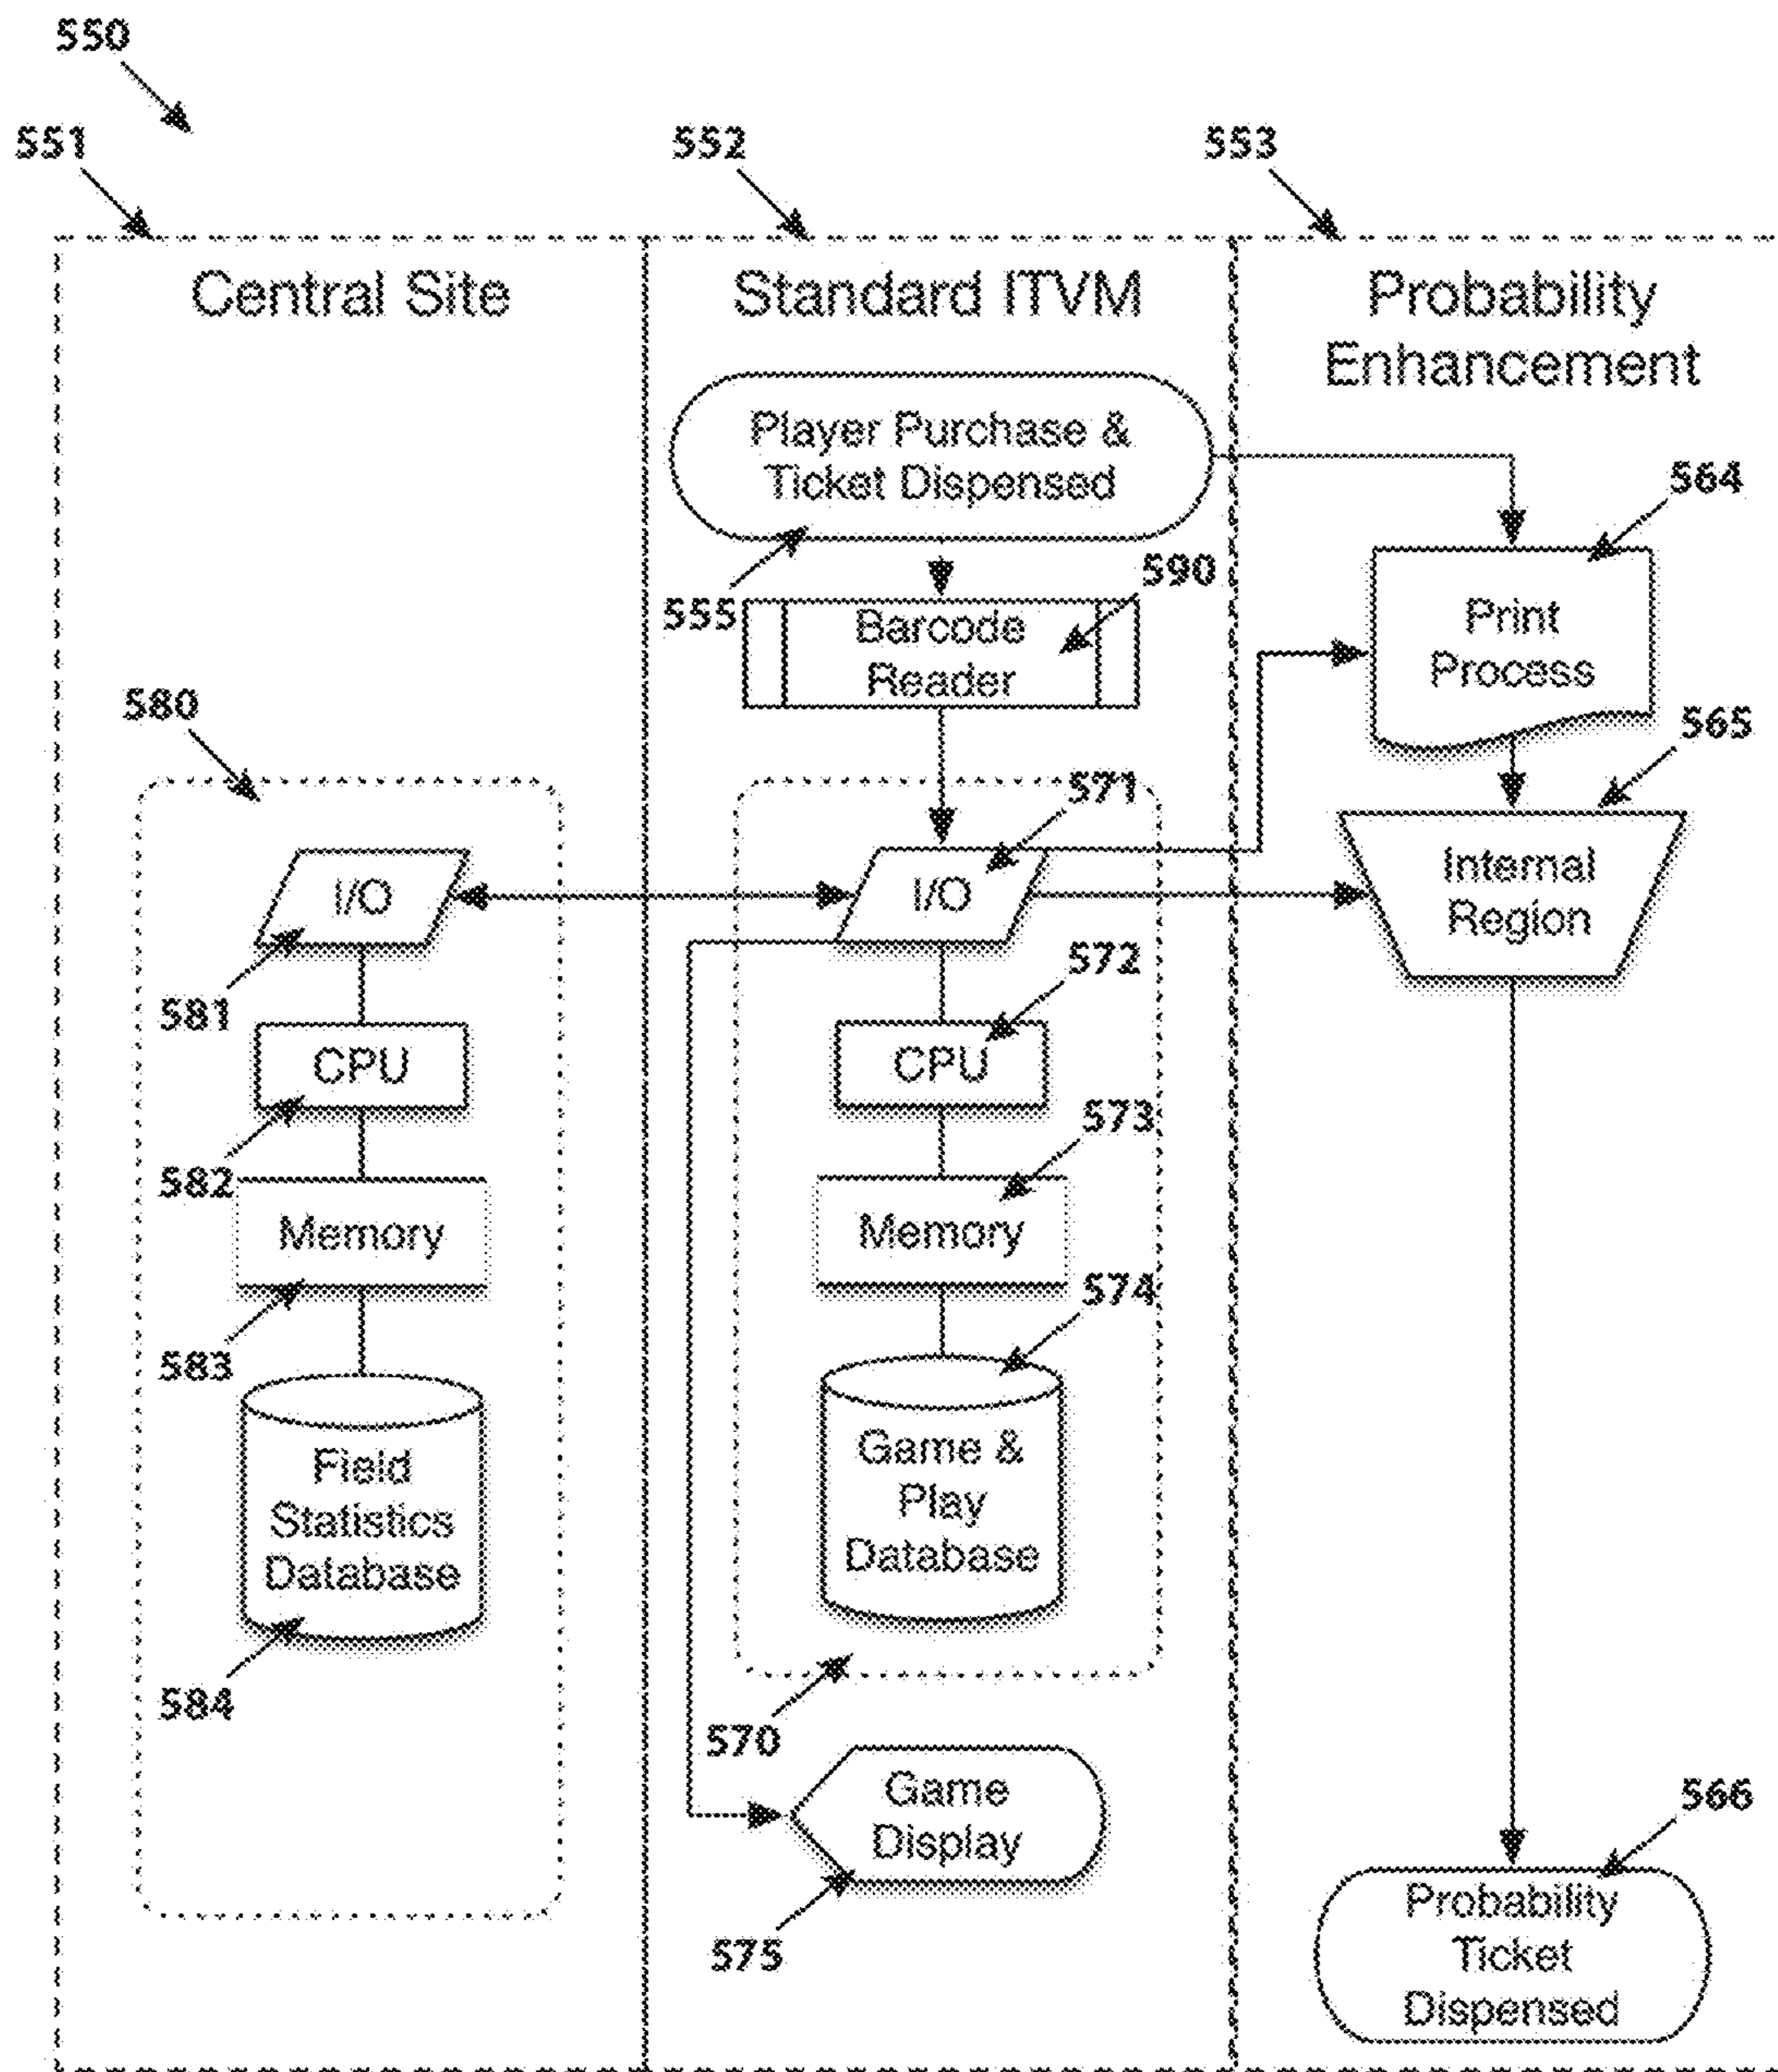 550
551
552
553
Central Site
Standard ITVM
Probability
Enhancement
Player Purchase &
Ticket Dispensed
555
564
590
Barcode
Reader
Print
Process
565
580
571
I/O
I/O
Internal
Region
581
572
CPU
CPU
582
573
Memory
Memory
583
574
Field
Statistics
Database
Game &
Play
Database
584
570
Game
Display
575
566
Probability
Ticket
Dispensed